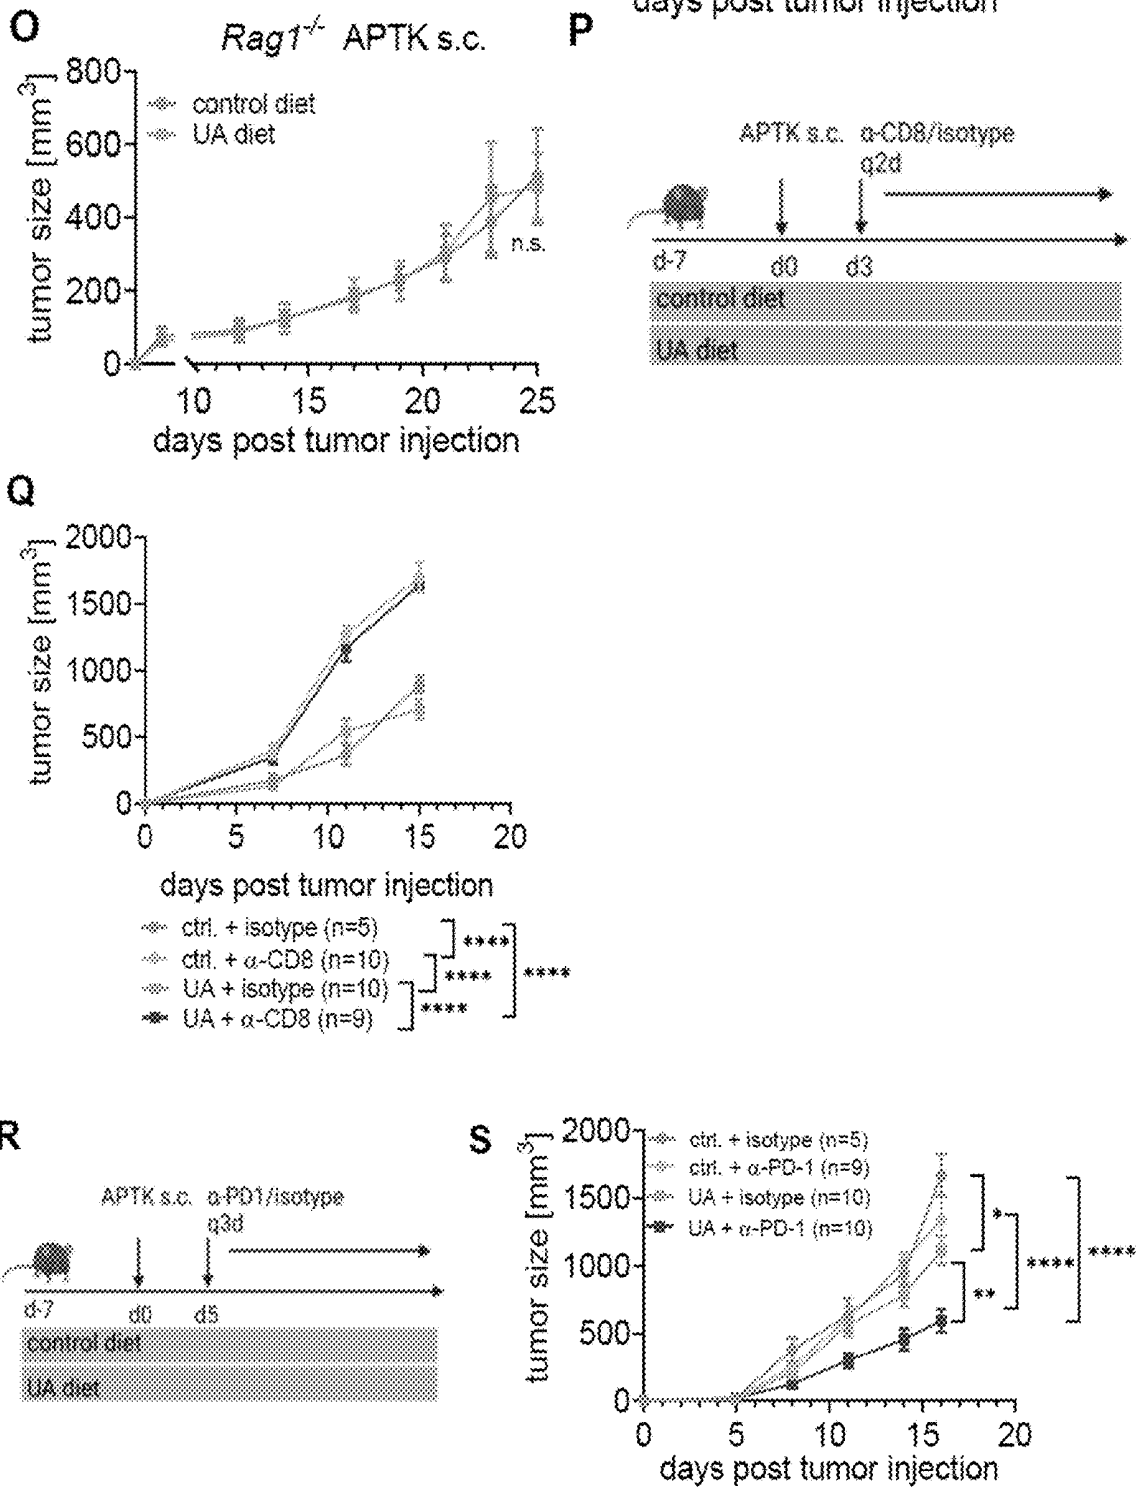 days post tumor injection
O
Rag1-/- APTK s.c.
tumor size [mm3]
800
600
400
200
0
control diet
UA diet
n.s.
10 15 20 25
days post tumor injection
P
APTK s.c. α-CD8/isotype
q2d
d-7 d0 d3
control diet
UA diet
Q
tumor size [mm3]
2000
1500
1000
500
0
0 5 10 15 20
days post tumor injection
ctrl. + isotype (n=5)
ctrl. + α-CD8 (n=10)
UA + isotype (n=10)
UA + α-CD8 (n=9)
****
****
****
****
R
APTK s.c. α-PD1/isotype
q3d
d-7 d0 d5
control diet
UA diet
S
tumor size [mm3]
2000
1500
1000
500
0
ctrl. + isotype (n=5)
ctrl. + α-PD-1 (n=9)
UA + isotype (n=10)
UA + α-PD-1 (n=10)
*
**
****
****
0 5 10 15 20
days post tumor injection